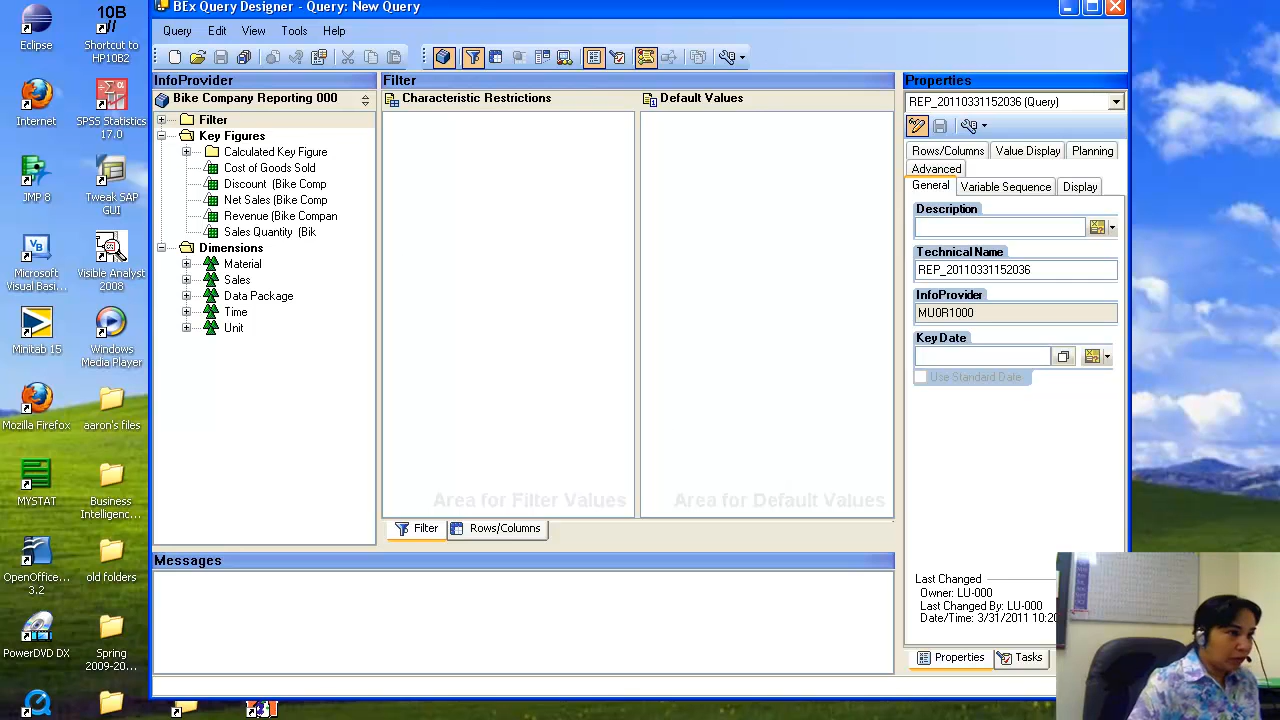 BEx Query Designer - Query: New Query
Query Edit View Tools Help
InfoProvider
Bike Company Reporting 000
Filter
Key Figures
Calculated Key Figure
Cost of Goods Sold
Discount (Bike Comp
Net Sales (Bike Comp
Revenue (Bike Compan
Sales Quantity (Bik
Dimensions
Material
Sales
Data Package
Time
Unit
Filter
Characteristic Restrictions
Default Values
Area for Filter Values
Area for Default Values
Filter
Rows/Columns
Messages
Properties
REP_20110331152036 (Query)
Rows/Columns Value Display Planning
Advanced
General Variable Sequence Display
Description
Technical Name
REP_20110331152036
InfoProvider
MU0R1000
Key Date
Use Standard Date
Last Changed
Owner: LU-000
Last Changed By: LU-000
Date/Time: 3/31/2011 10:20
Properties Tasks
Eclipse
10B
Shortcut to
HP10B2
Internet
SPSS Statistics
17.0
JMP 8
Tweak SAP
GUI
Microsoft
Visual Basi...
Visible Analyst
2008
Minitab 15
Windows
Media Player
Mozilla Firefox
aaron's files
MYSTAT
Business
Intelligenc...
OpenOffice....
3.2
old folders
PowerDVD DX
Spring
2009-20...